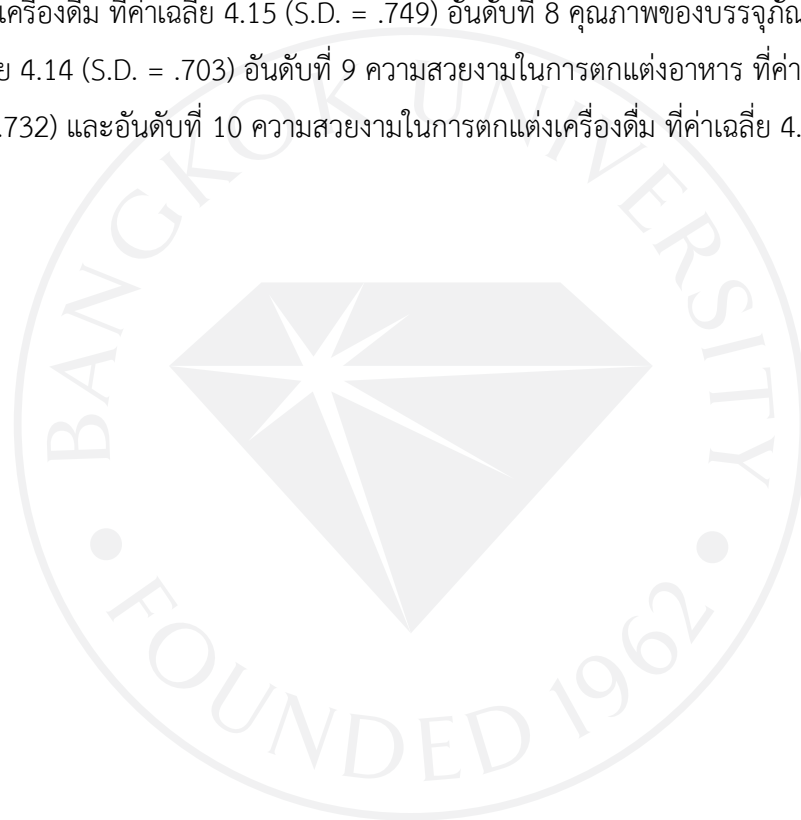 เครื่องดื่ม ที่ค่าเฉลี่ย 4.15 (S.D. = .749) อันดับที่ 8 คุณภาพของบรรจุภัณ
ย 4.14 (S.D. = .703) อันดับที่ 9 ความสวยงามในการตกแต่งอาหาร ที่ค่า
.732) และอันดับที่ 10 ความสวยงามในการตกแต่งเครื่องดื่ม ที่ค่าเฉลี่ย 4.
BANGKOK UNIVERSITY
• FOUNDED 1962 •